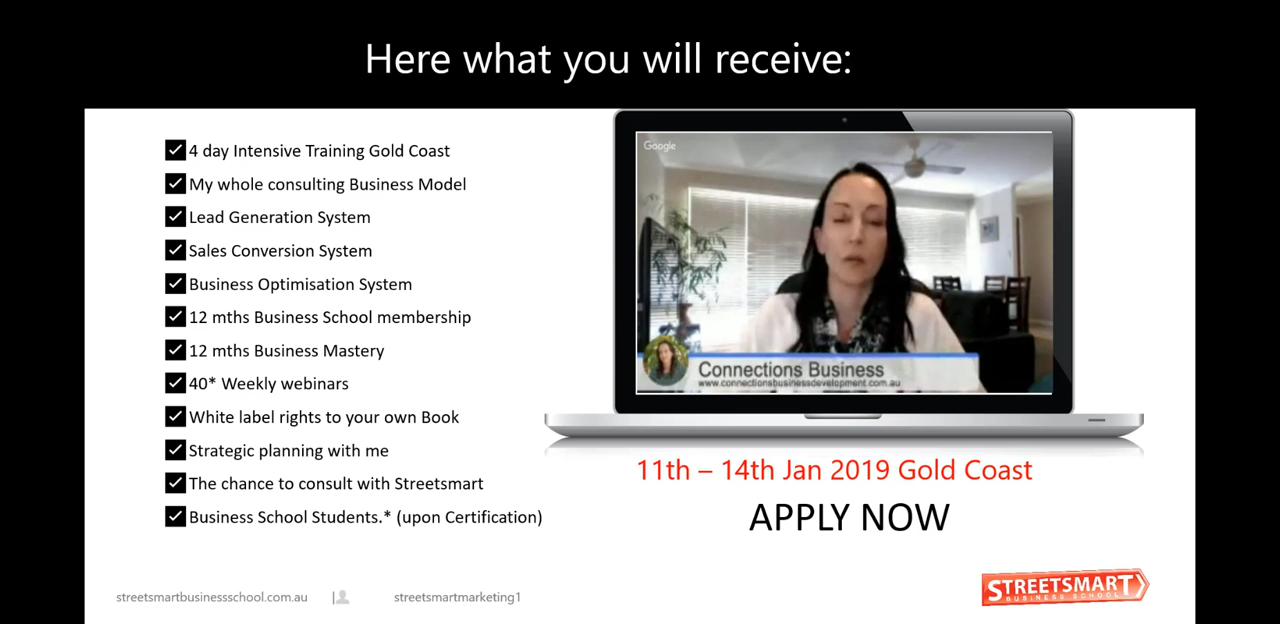 Here what you will receive:
4 day Intensive Training Gold Coast
My whole consulting Business Model
Lead Generation System
Sales Conversion System
Business Optimisation System
12 mths Business School membership
12 mths Business Mastery
40* Weekly webinars
White label rights to your own Book
Strategic planning with me
The chance to consult with Streetsmart
Business School Students.* (upon Certification)
Google
Connections Business
www.connectionsbusinessdevelopment.com.au
11th – 14th Jan 2019 Gold Coast
APPLY NOW
streetsmartbusinessschool.com.au
streetsmartmarketing1
STREETSMART
BUSINESS SCHOOL